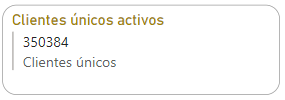 Clientes únicos activos
350384
Clientes únicos